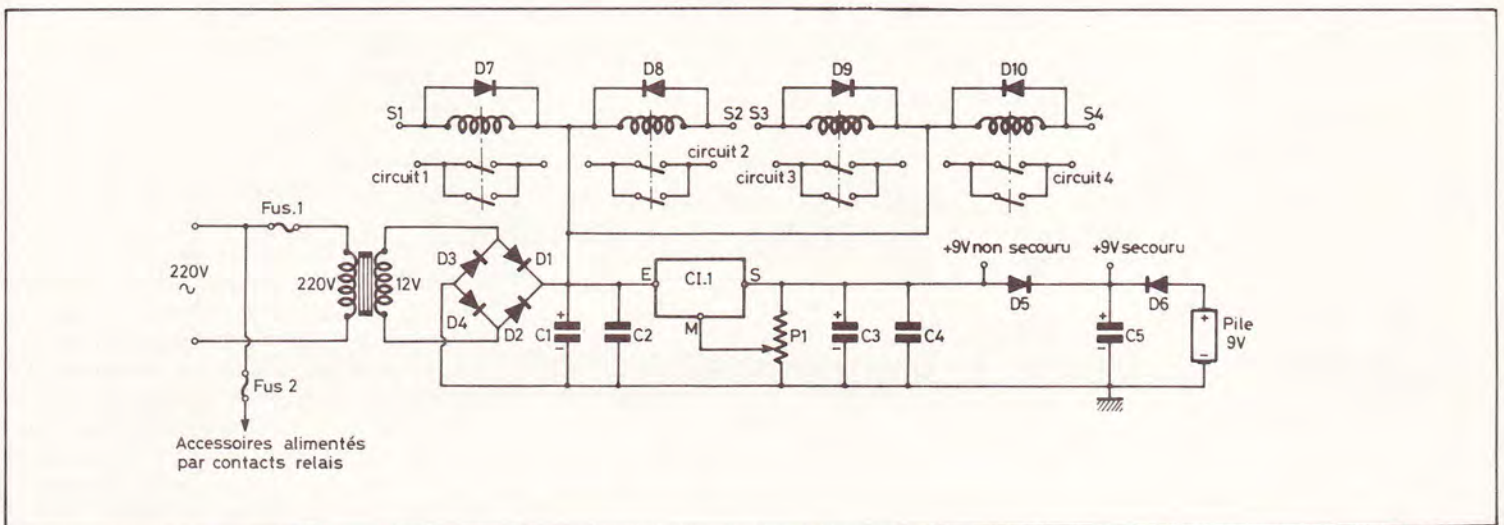 D7
D8
D9
D10
S1
S2
S3
S4
circuit 1
circuit 2
circuit 3
circuit 4
Fus.1
220V
~
220V
12V
D3
D1
D4
D2
E
CI.1
S
M
+9V non secouru
+9V secouru
D5
D6
+
C1
-
C2
P1
+
C3
-
C4
+
C5
-
+
-
Pile
9V
Fus 2
Accessoires alimentés
par contacts relais